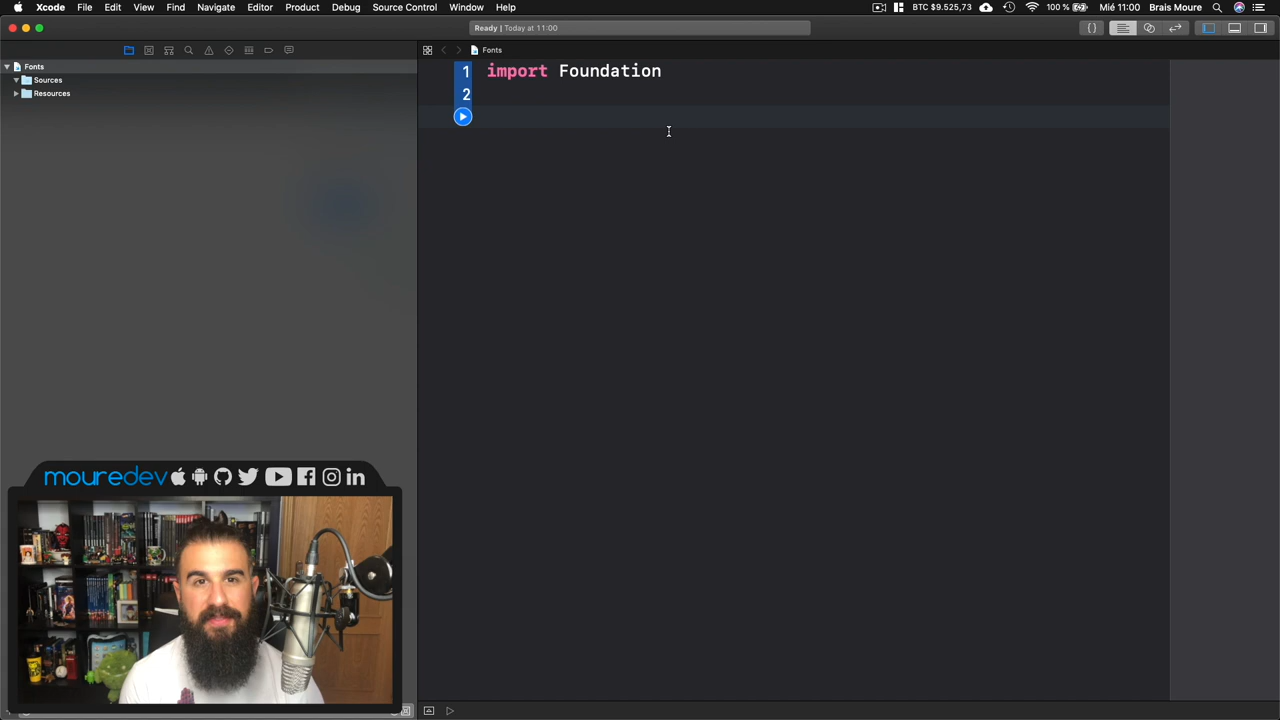 Xcode File Edit View Find Navigate Editor Product Debug Source Control Window Help BTC $9.525,73 100 % Mié 11:00 Brais Moure
Ready | Today at 11:00
{ }
Fonts
Sources
Resources
Fonts
1 import Foundation
2
mouredev